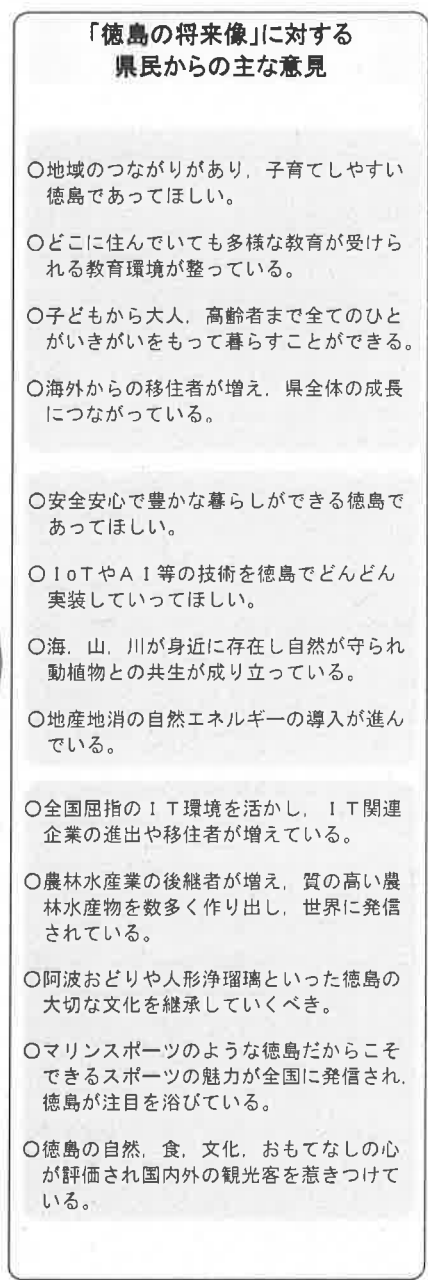 「徳島の将来像」に対する
県民からの主な意見
○地域のつながりがあり，子育てしやすい
徳島であってほしい。
○どこに住んでいても多様な教育が受けら
れる教育環境が整っている。
○子どもから大人，高齢者まで全てのひと
がいきがいをもって暮らすことができる。
○海外からの移住者が増え，県全体の成長
につながっている。
○安全安心で豊かな暮らしができる徳島で
あってほしい。
○ＩoＴやＡＩ等の技術を徳島でどんどん
実装していってほしい。
○海，山，川が身近に存在し自然が守られ
動植物との共生が成り立っている。
○地産地消の自然エネルギーの導入が進ん
でいる。
○全国屈指のＩＴ環境を活かし，ＩＴ関連
企業の進出や移住者が増えている。
○農林水産業の後継者が増え，質の高い農
林水産物を数多く作り出し，世界に発信
されている。
○阿波おどりや人形浄瑠璃といった徳島の
大切な文化を継承していくべき。
○マリンスポーツのような徳島だからこそ
できるスポーツの魅力が全国に発信され，
徳島が注目を浴びている。
○徳島の自然，食，文化，おもてなしの心
が評価され国内外の観光客を惹きつけて
いる。